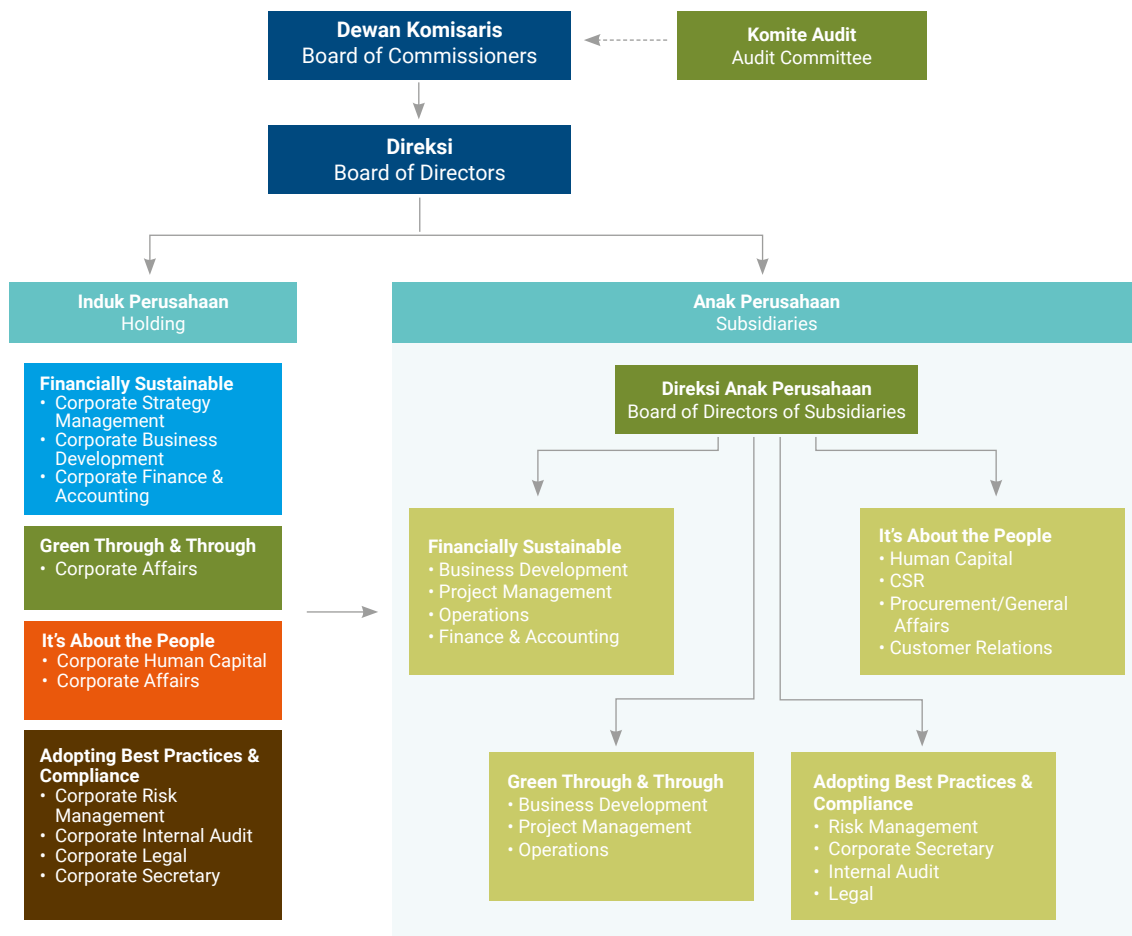 Dewan Komisaris
Board of Commissioners
Komite Audit
Audit Committee
Direksi
Board of Directors
Induk Perusahaan
Holding
Anak Perusahaan
Subsidiaries
Financially Sustainable
• Corporate Strategy
Management
• Corporate Business
Development
• Corporate Finance &
Accounting
Green Through & Through
• Corporate Affairs
It's About the People
• Corporate Human Capital
• Corporate Affairs
Adopting Best Practices &
Compliance
• Corporate Risk
Management
• Corporate Internal Audit
• Corporate Legal
• Corporate Secretary
Direksi Anak Perusahaan
Board of Directors of Subsidiaries
Financially Sustainable
• Business Development
• Project Management
• Operations
• Finance & Accounting
It's About the People
• Human Capital
• CSR
• Procurement/General
Affairs
• Customer Relations
Green Through & Through
• Business Development
• Project Management
• Operations
Adopting Best Practices &
Compliance
• Risk Management
• Corporate Secretary
• Internal Audit
• Legal